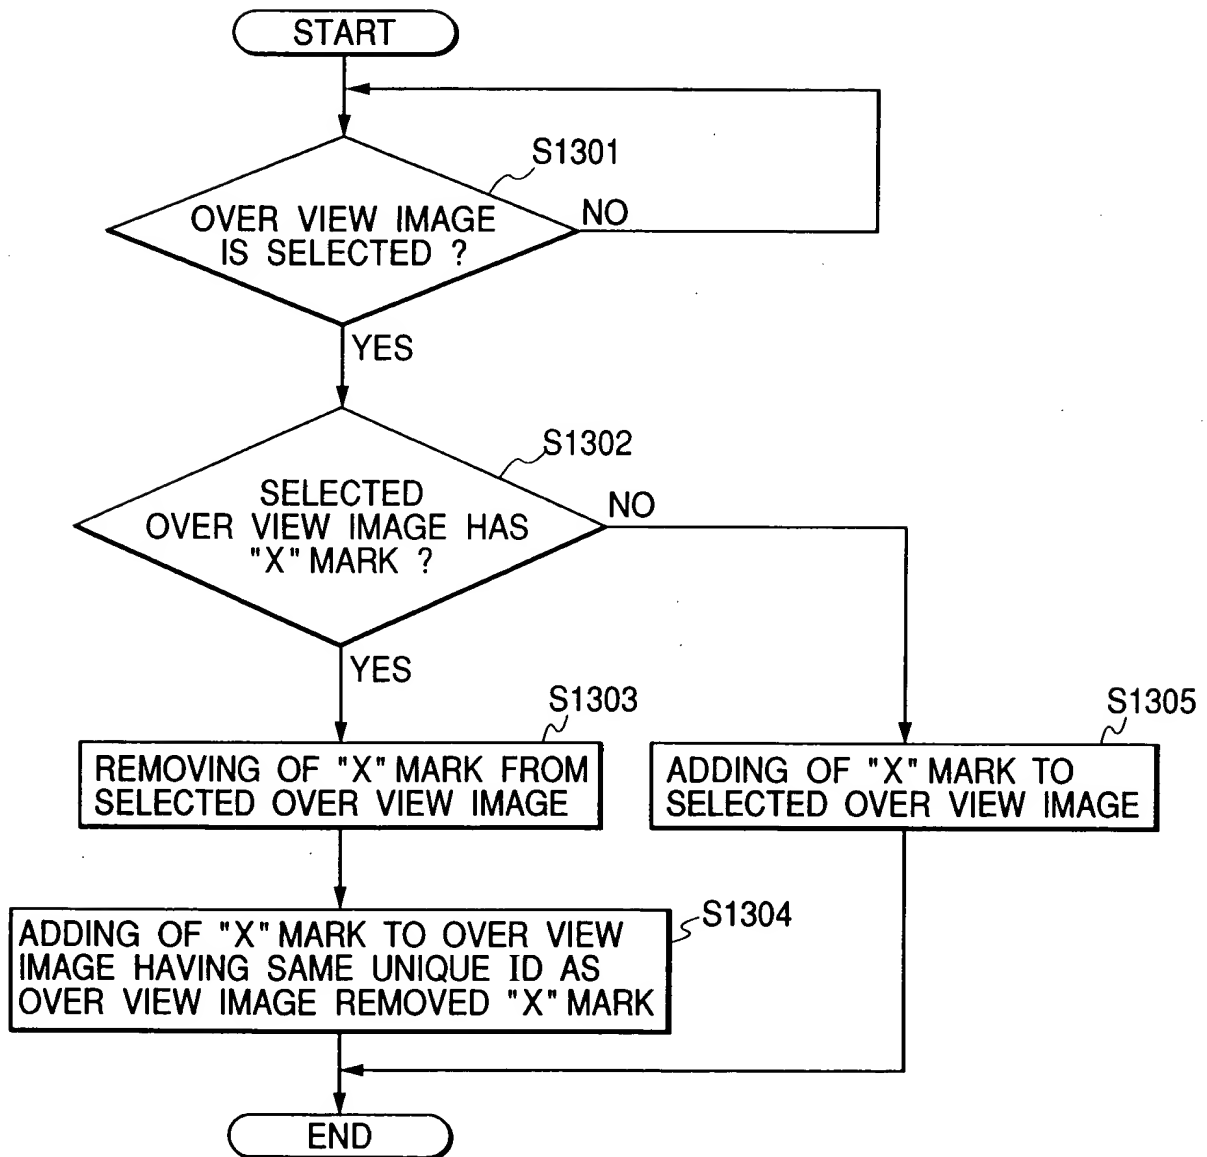 START
S1301
OVER VIEW IMAGE
IS SELECTED ?
NO
YES
S1302
SELECTED
OVER VIEW IMAGE HAS
"X" MARK ?
NO
YES
S1303
REMOVING OF "X" MARK FROM
SELECTED OVER VIEW IMAGE
S1305
ADDING OF "X" MARK TO
SELECTED OVER VIEW IMAGE
S1304
ADDING OF "X" MARK TO OVER VIEW
IMAGE HAVING SAME UNIQUE ID AS
OVER VIEW IMAGE REMOVED "X" MARK
END